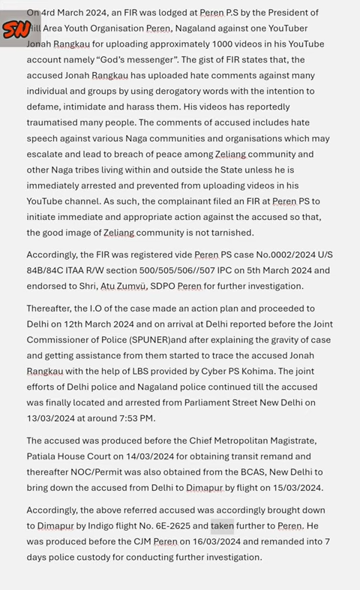 On 4rd March 2024, an FIR was lodged at Peren P.S by the President of
Hill Area Youth Organisation Peren, Nagaland against one YouTuber
Jonah Rangkau for uploading approximately 1000 videos in his YouTube
account namely "God's messenger". The gist of FIR states that, the
accused Jonah Rangkau has uploaded hate comments against many
individual and groups by using derogatory words with the intention to
defame, intimidate and harass them. His videos has reportedly
traumatised many people. The comments of accused includes hate
speech against various Naga communities and organisations which may
escalate and lead to breach of peace among Zeliang community and
other Naga tribes living within and outside the State unless he is
immediately arrested and prevented from uploading videos in his
YouTube channel. As such, the complainant filed an FIR at Peren PS to
initiate immediate and appropriate action against the accused so that,
the good image of Zeliang community is not tarnished.
Accordingly, the FIR was registered vide Peren PS case No.0002/2024 U/S
84B/84C ITAA R/W section 500/505/506//507 IPC on 5th March 2024 and
endorsed to Shri, Atu Zumvü, SDPO Peren for further investigation.
Thereafter, the I.O of the case made an action plan and proceeded to
Delhi on 12th March 2024 and on arrival at Delhi reported before the Joint
Commissioner of Police (SPUNER)and after explaining the gravity of case
and getting assistance from them started to trace the accused Jonah
Rangkau with the help of LBS provided by Cyber PS Kohima. The joint
efforts of Delhi police and Nagaland police continued till the accused
was finally located and arrested from Parliament Street New Delhi on
13/03/2024 at around 7:53 PM.
The accused was produced before the Chief Metropolitan Magistrate,
Patiala House Court on 14/03/2024 for obtaining transit remand and
thereafter NOC/Permit was also obtained from the BCAS, New Delhi to
bring down the accused from Delhi to Dimapur by flight on 15/03/2024.
Accordingly, the above referred accused was accordingly brought down
to Dimapur by Indigo flight No. 6E-2625 and taken further to Peren. He
was produced before the CJM Peren on 16/03/2024 and remanded into 7
days police custody for conducting further investigation.
SN